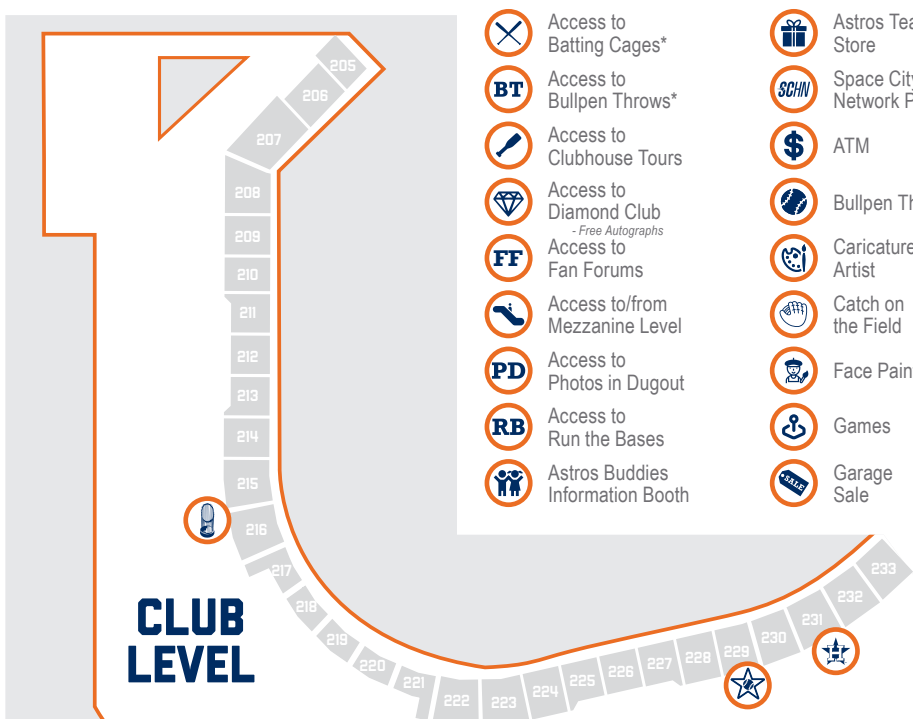 Access to
Batting Cages*
BT
Access to
Bullpen Throws*
Access to
Clubhouse Tours
Access to
Diamond Club
- Free Autographs
FF
Access to
Fan Forums
Access to/from
Mezzanine Level
PD
Access to
Photos in Dugout
RB
Access to
Run the Bases
Astros Buddies
Information Booth
Astros Tea
Store
SCHN
Space City
Network P
$
ATM
Bullpen Th
Caricature
Artist
Catch on
the Field
Face Pain
Games
SALE
Garage
Sale
205
206
207
208
209
210
211
212
213
214
215
216
217
218
219
220
221
222
223
224
225
226
227
228
229
230
231
232
233
H
CLUB
LEVEL